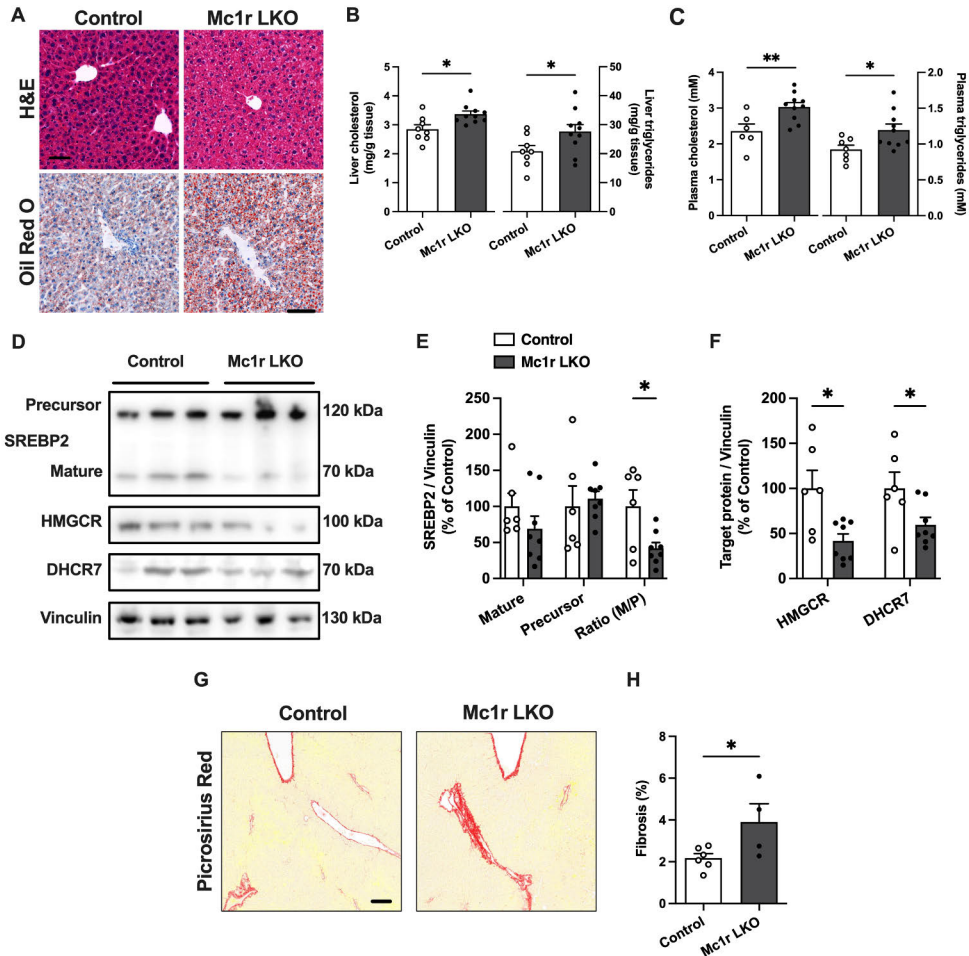 A
Control
Mc1r LKO
H&E
Oil Red O
B
Liver cholesterol
(mg/g tissue)
5
4
3
2
1
0
*
*
50
40
30
20
10
0
Liver triglycerides
(mg/g tissue)
Control
Mc1r LKO
Control
Mc1r LKO
C
Plasma cholesterol (mM)
4
3
2
1
0
**
*
2.0
1.5
1.0
0.5
0.0
Plasma triglycerides (mM)
Control
Mc1r LKO
Control
Mc1r LKO
D
Control
Mc1r LKO
Precursor
120 kDa
SREBP2
Mature
70 kDa
HMGCR
100 kDa
DHCR7
70 kDa
Vinculin
130 kDa
E
Control
Mc1r LKO
SREBP2 / Vinculin
(% of Control)
250
200
150
100
50
0
*
Mature
Precursor
Ratio (M/P)
F
Target protein / Vinculin
(% of Control)
200
150
100
50
0
*
*
HMGCR
DHCR7
G
Control
Mc1r LKO
Picrosirius Red
H
Fibrosis (%)
8
6
4
2
0
*
Control
Mc1r LKO